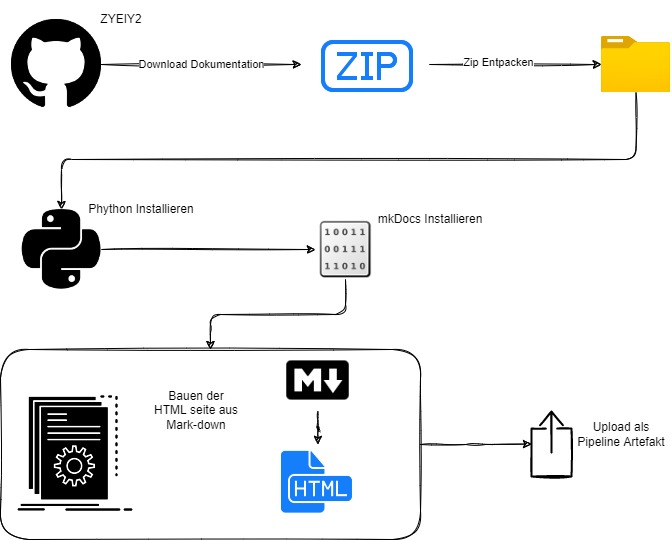 ZYEIY2
Download Dokumentation
ZIP
Zip Entpacken
Phython Installieren
mkDocs Installieren
10011
00111
11010
Bauen der
HTML seite aus
Mark-down
M
HTML
Upload als
Pipeline Artefakt